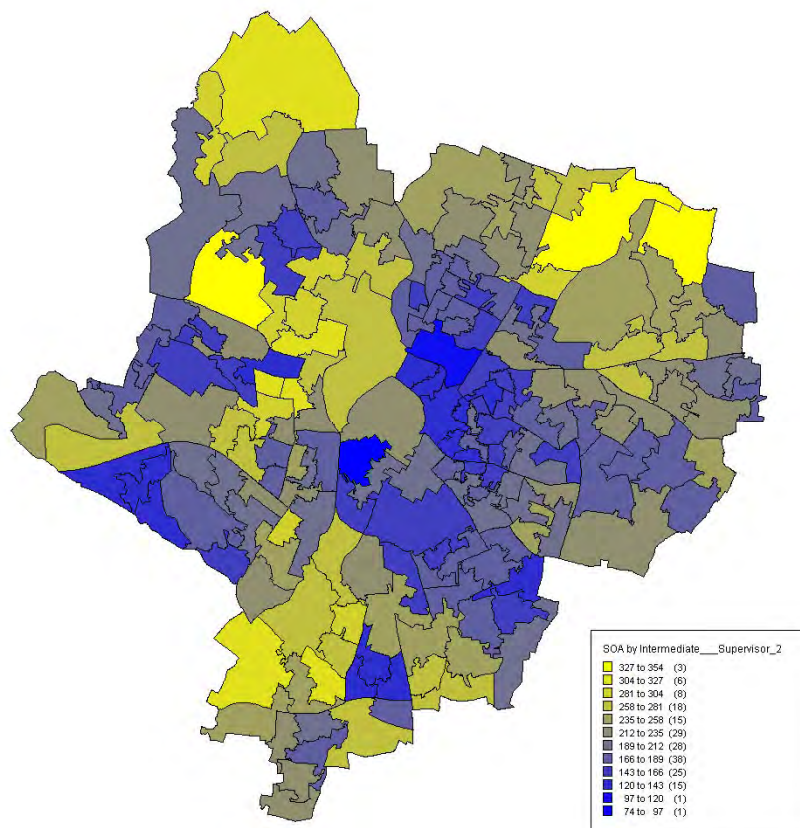 SOA by Intermediate___Supervisor_2
327 to 354 (3)
304 to 327 (6)
281 to 304 (8)
258 to 281 (18)
235 to 258 (15)
212 to 235 (29)
189 to 212 (28)
166 to 189 (38)
143 to 166 (25)
120 to 143 (15)
97 to 120 (1)
74 to 97 (1)